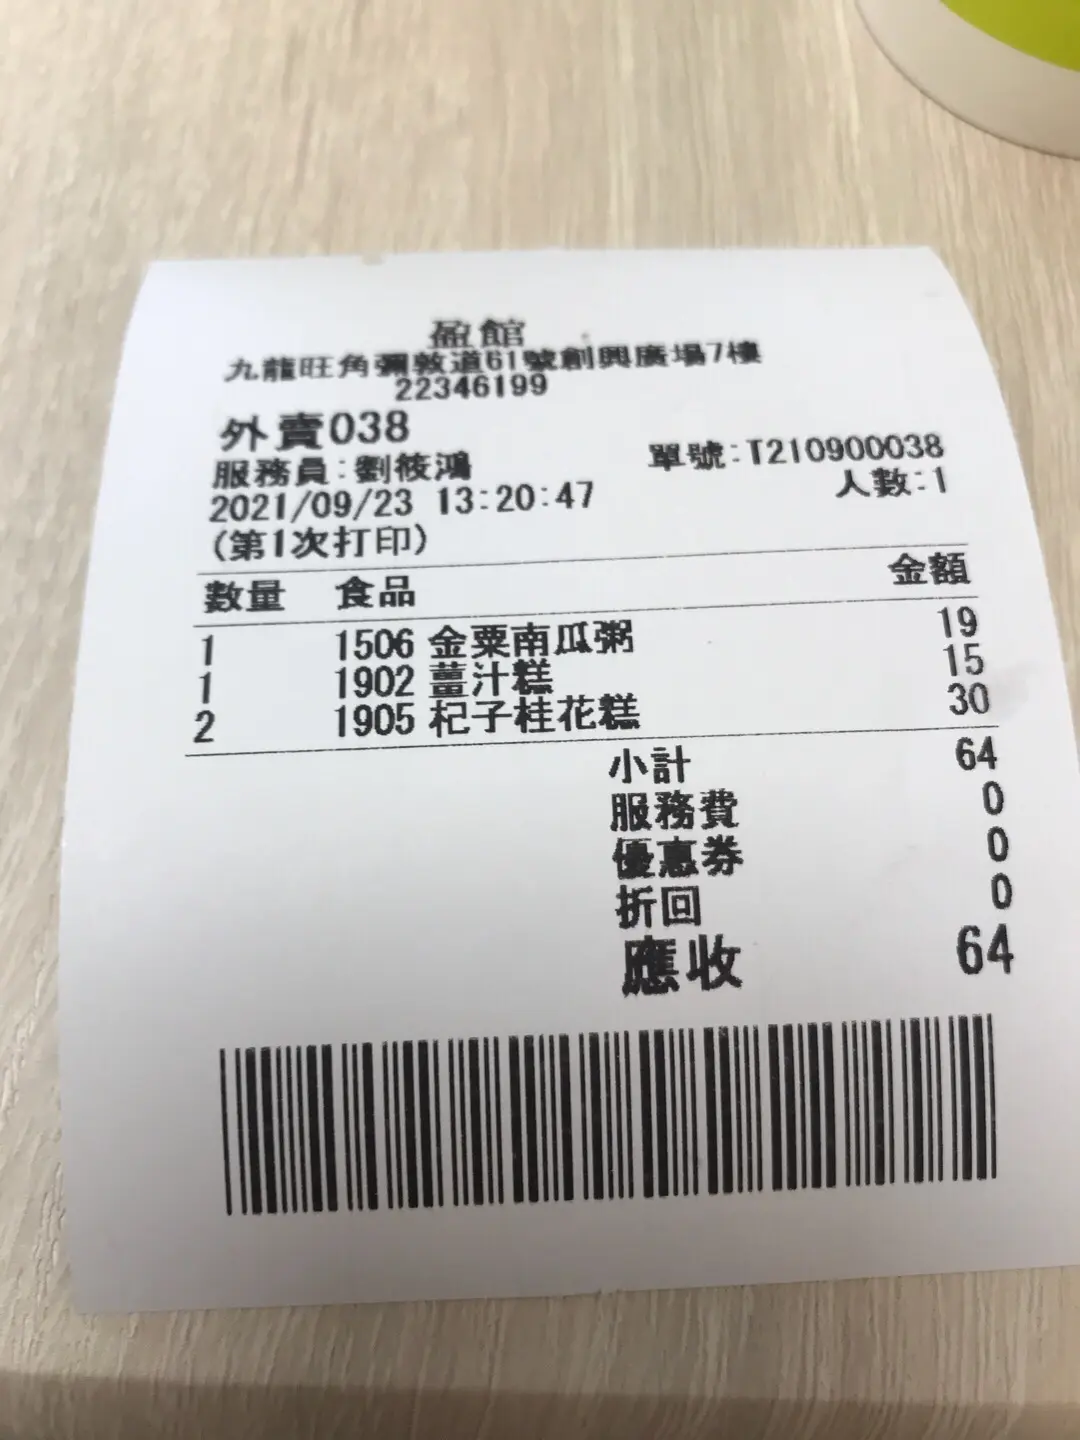 盈館
九龍旺角彌敦道61號創興廣場7樓
22346199
外賣038
服務員:劉筱鴻
單號:T210900038
2021/09/23 13:20:47
人數:1
(第1次打印)
數量 食品 金額
1 1506 金粟南瓜粥 19
1 1902 薑汁糕 15
2 1905 杞子桂花糕 30
小計 64
服務費 0
優惠券 0
折回 0
應收 64